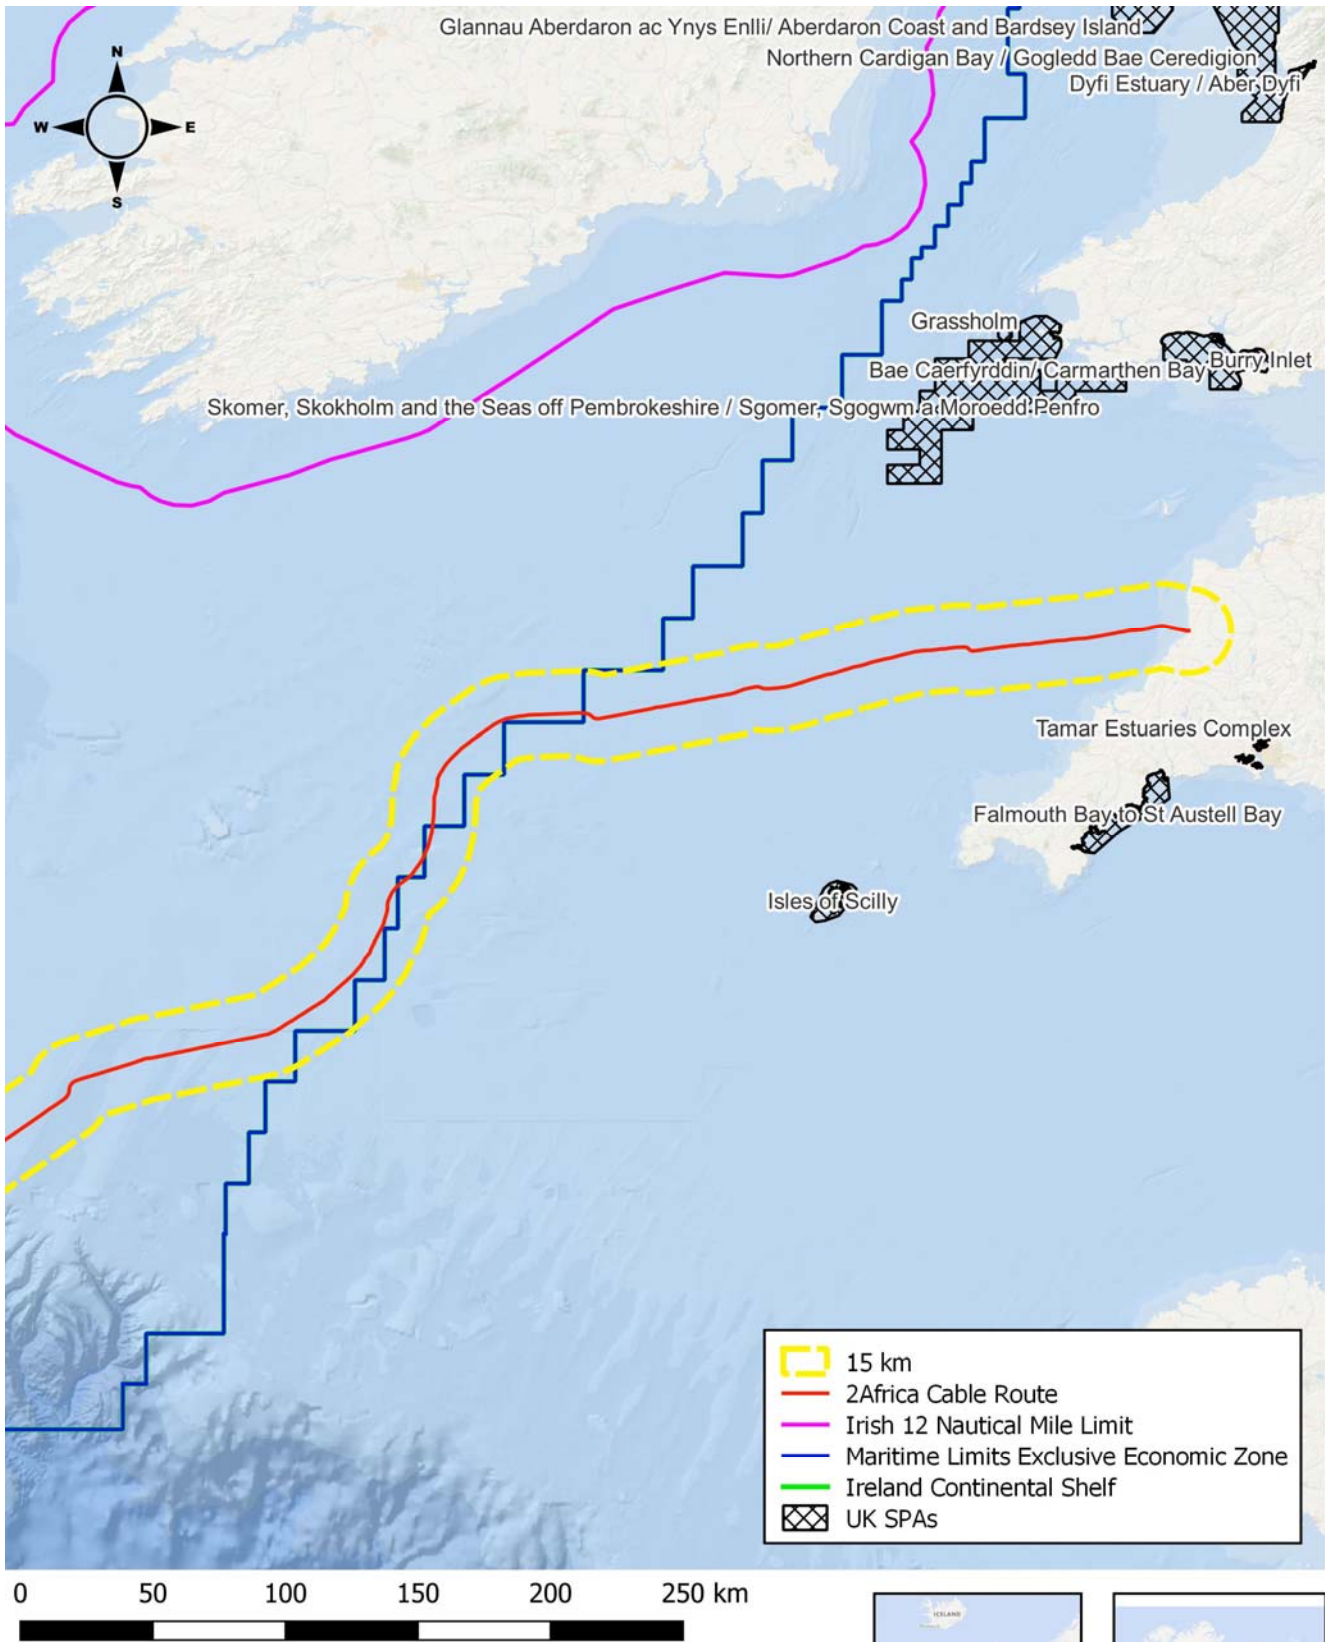 Glannau Aberdaron ac Ynys Enlli/ Aberdaron Coast and Bardsey Island
Northern Cardigan Bay / Gogledd Bae Ceredigion
Dyfi Estuary / Aber Dyfi
N
W E
S
Grassholm
Bae Caerfyrddin/ Carmarthen Bay
Burry Inlet
Skomer, Skokholm and the Seas off Pembrokeshire / Sgomer, Sgogwm a Moroedd Penfro
Tamar Estuaries Complex
Falmouth Bay to St Austell Bay
Isles of Scilly
15 km
2Africa Cable Route
Irish 12 Nautical Mile Limit
Maritime Limits Exclusive Economic Zone
Ireland Continental Shelf
UK SPAs
0 50 100 150 200 250 km
ICELAND